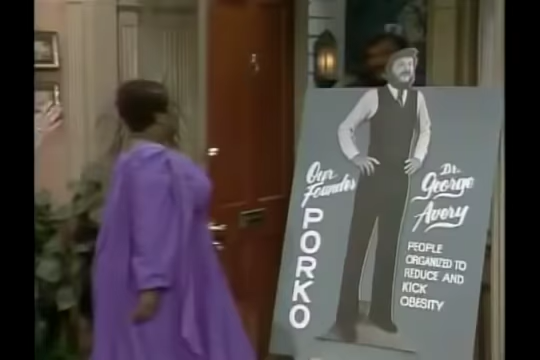 Our
Founder
PORKO
Dr.
George
Avery
PEOPLE
ORGANIZED TO
REDUCE AND
KICK
OBESITY